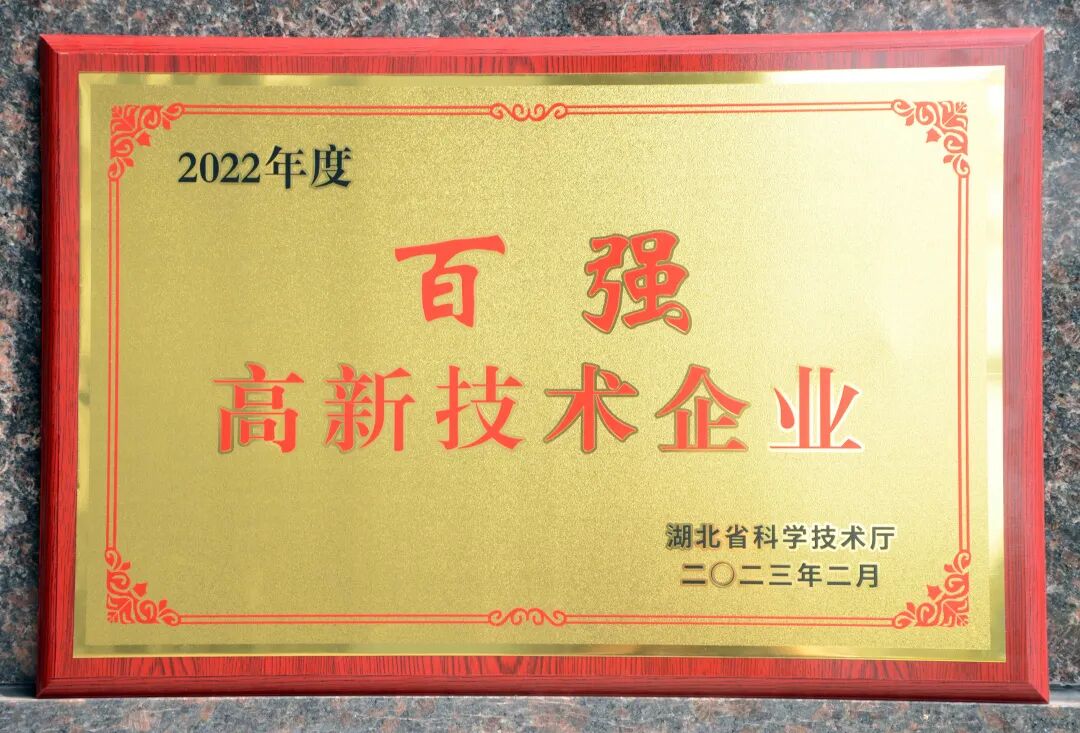 2022年度
百强
高新技术企业
湖北省科学技术厅
二〇二三年二月